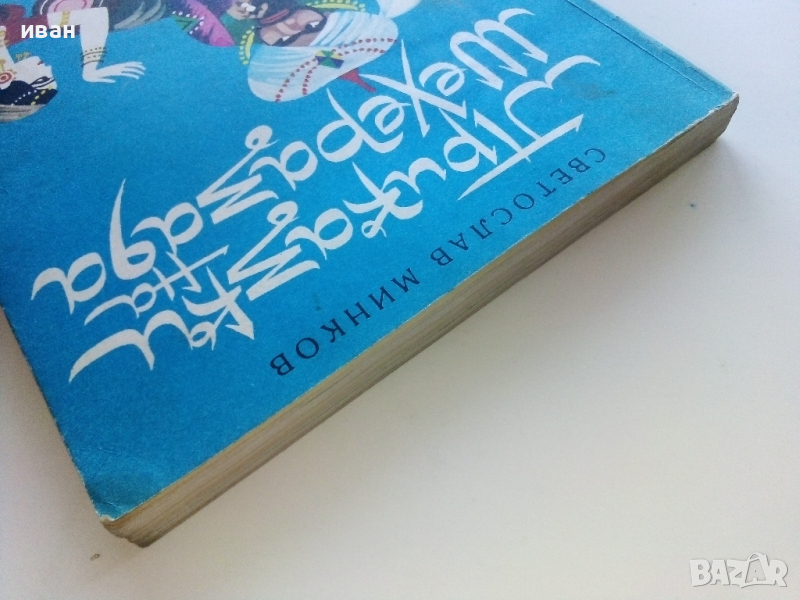 иван
СВЕТОСЛАВ МИНКОВ
Приказки
на
Шехеразада
BAZAR